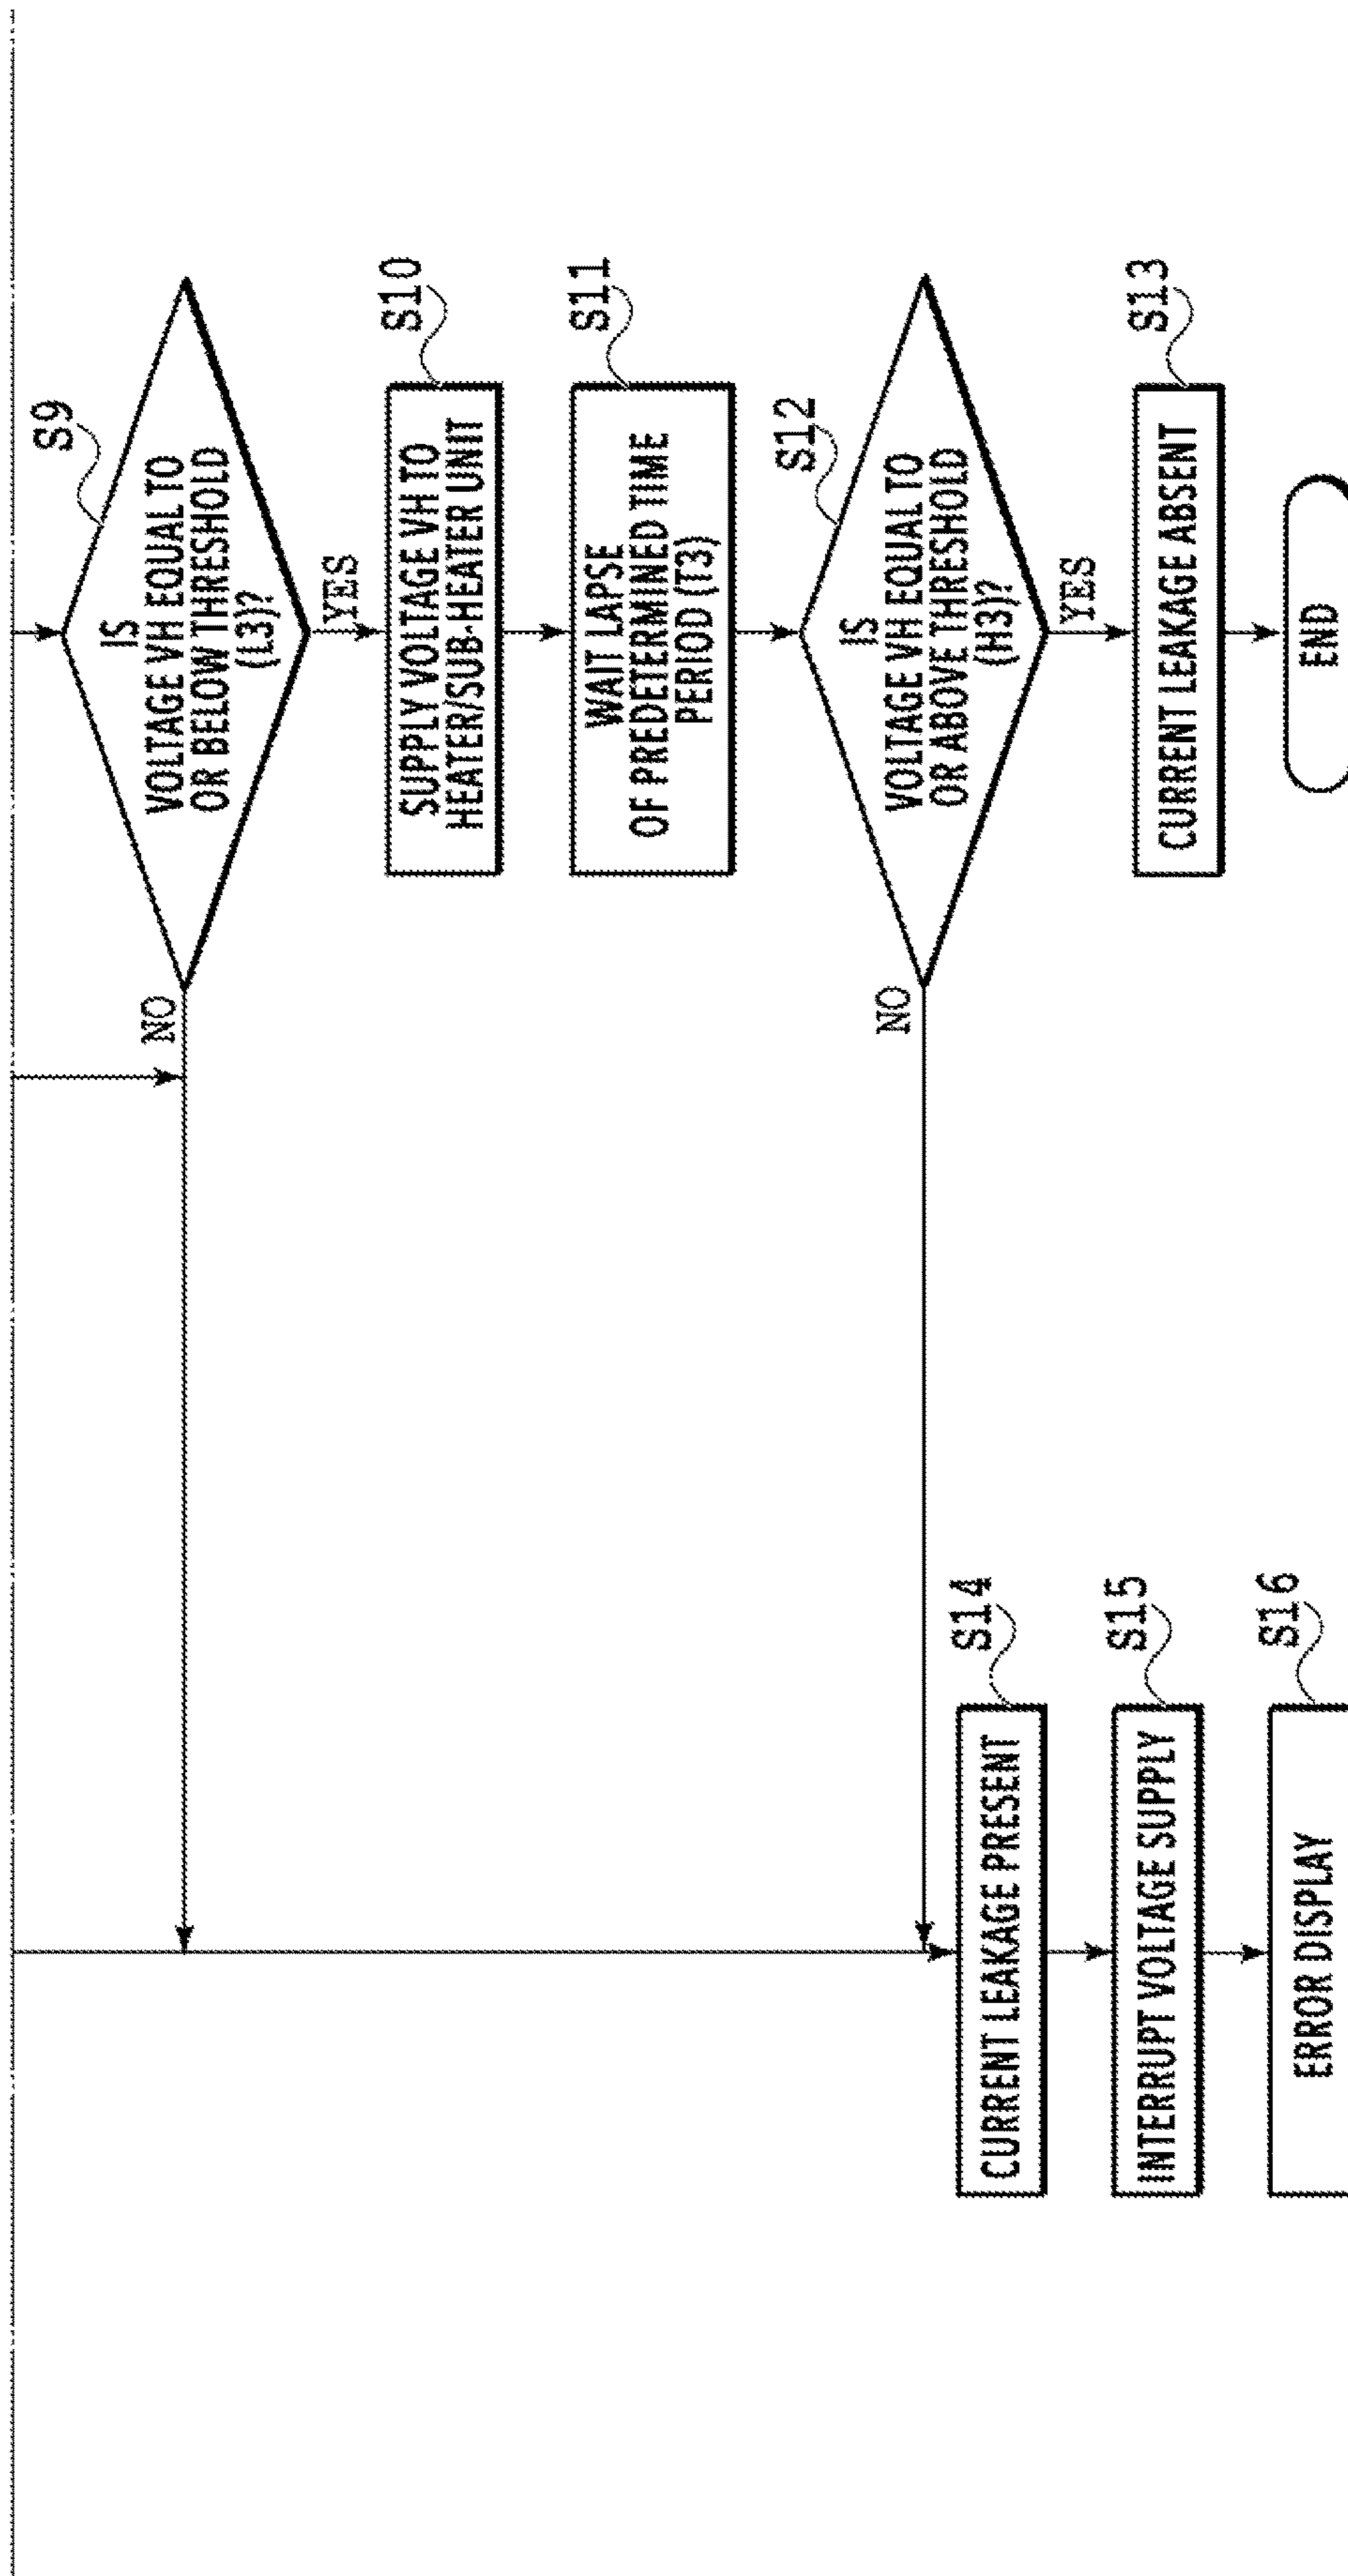 S9
IS
VOLTAGE VH EQUAL TO
OR BELOW THRESHOLD
(L3)?
NO
YES
S10
SUPPLY VOLTAGE VH TO
HEATER/SUB-HEATER UNIT
S11
WAIT LAPSE
OF PREDETERMINED TIME
PERIOD (T3)
S12
IS
VOLTAGE VH EQUAL TO
OR ABOVE THRESHOLD
(H3)?
NO
YES
S13
CURRENT LEAKAGE ABSENT
END
S14
CURRENT LEAKAGE PRESENT
S15
INTERRUPT VOLTAGE SUPPLY
S16
ERROR DISPLAY